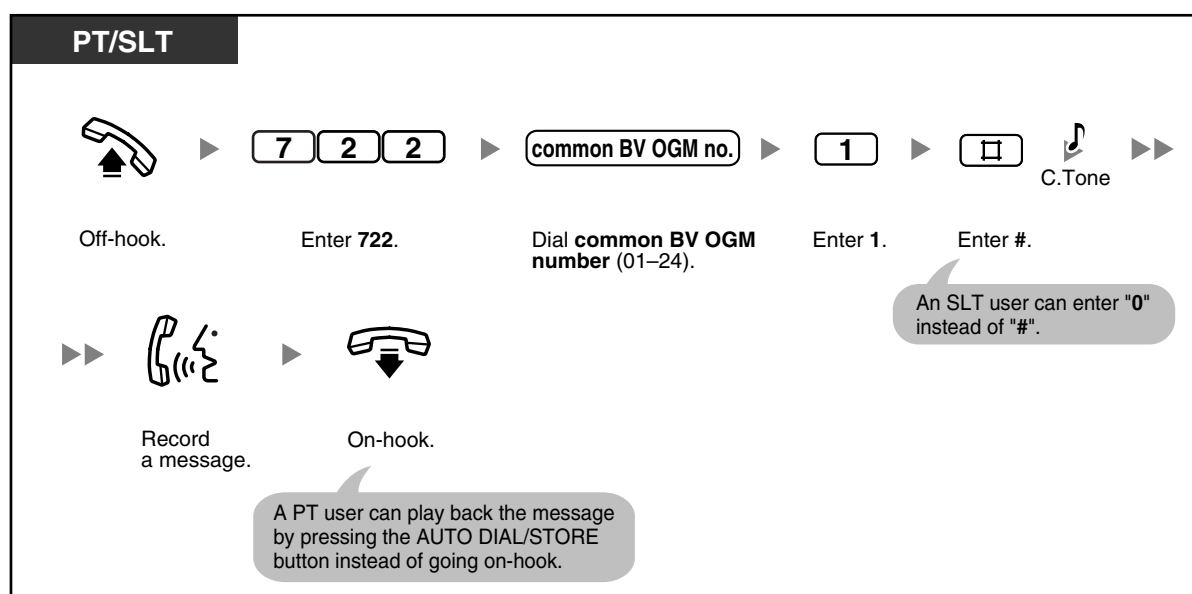 PT/SLT
7 2 2
common BV OGM no.
1
C.Tone
Off-hook.
Enter 722.
Dial common BV OGM
number (01–24).
Enter 1.
Enter #.
An SLT user can enter "0"
instead of "#".
Record
a message.
On-hook.
A PT user can play back the message
by pressing the AUTO DIAL/STORE
button instead of going on-hook.